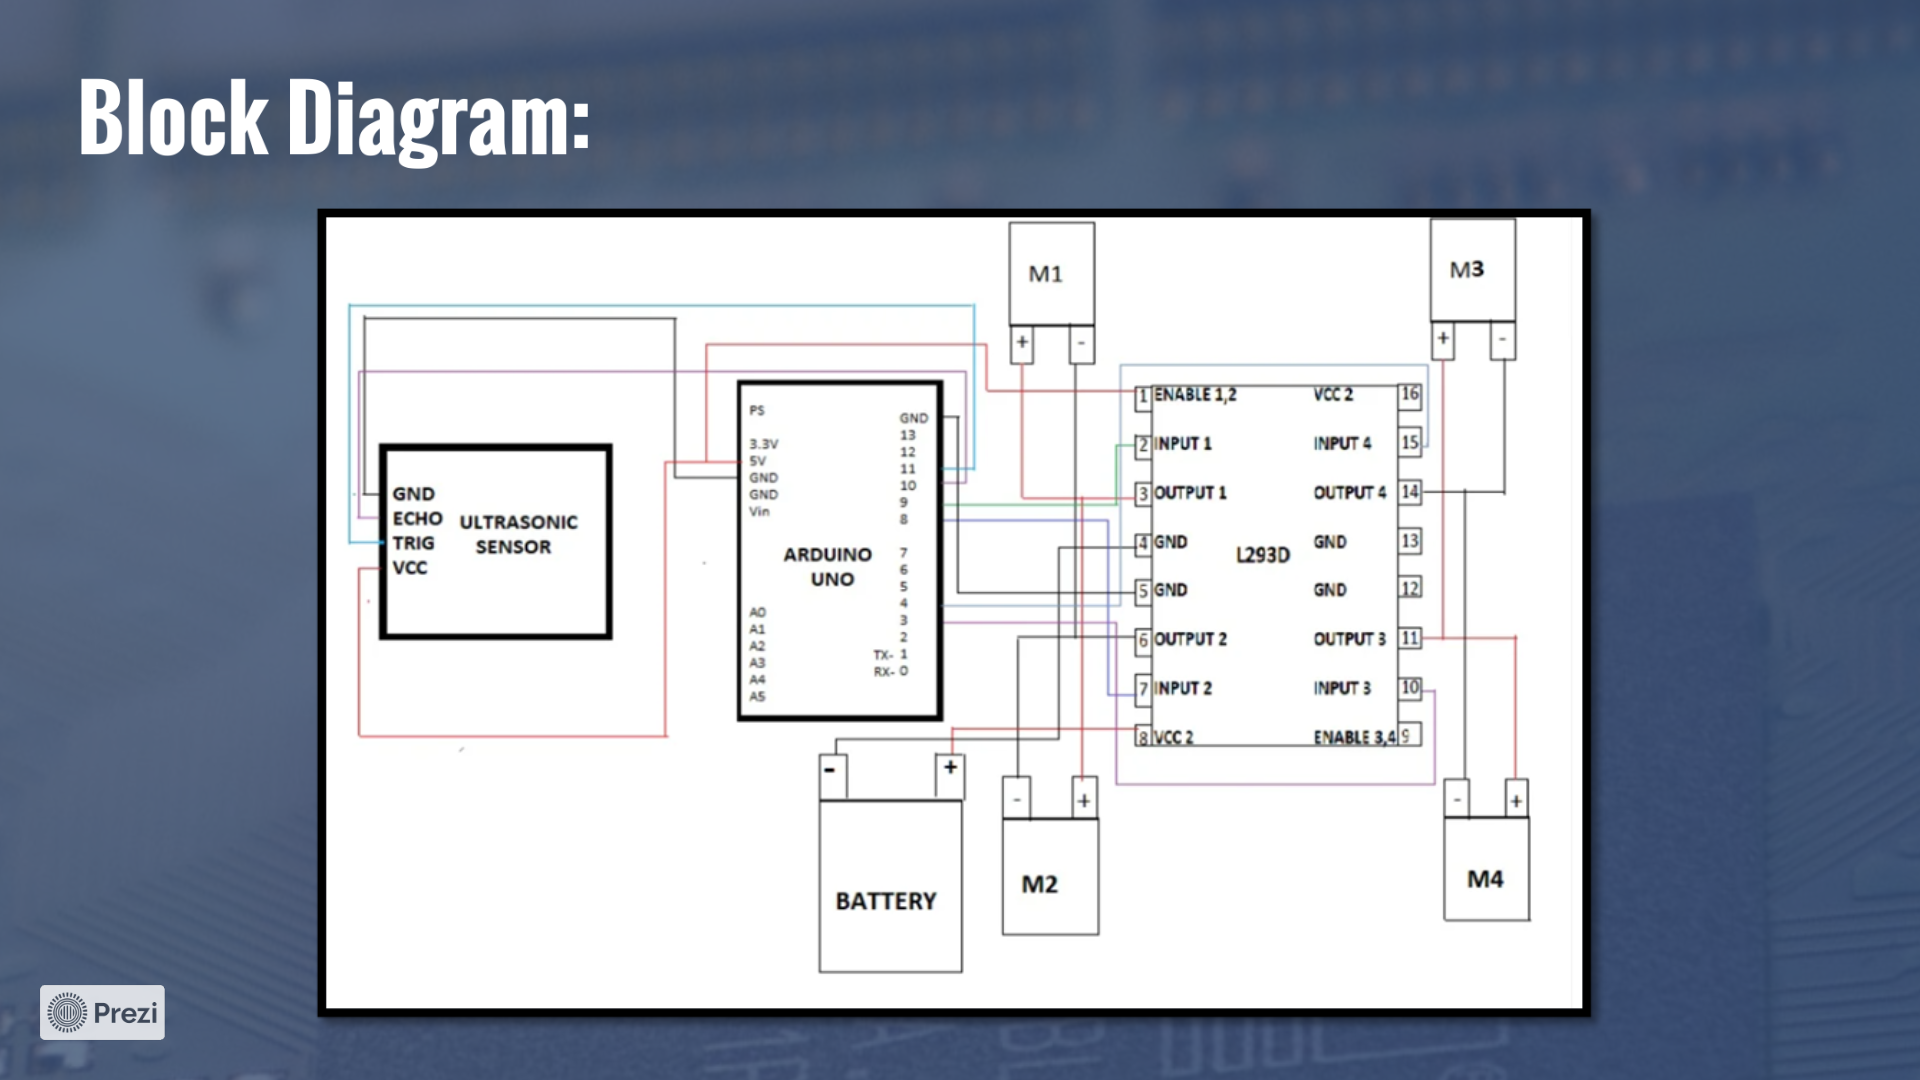 Block Diagram:
M1
+ -
M3
+ -
GND
ECHO
TRIG
VCC
ULTRASONIC
SENSOR
PS
3.3V
5V
GND
GND
Vin
A0
A1
A2
A3
A4
A5
ARDUINO
UNO
GND
13
12
11
10
9
8
7
6
5
4
3
2
TX- 1
RX- 0
1 ENABLE 1,2
2 INPUT 1
3 OUTPUT 1
4 GND
5 GND
6 OUTPUT 2
7 INPUT 2
8 VCC 2
L293D
VCC 2 16
INPUT 4 15
OUTPUT 4 14
GND 13
GND 12
OUTPUT 3 11
INPUT 3 10
ENABLE 3,4 9
- +
BATTERY
- +
M2
- +
M4
Prezi